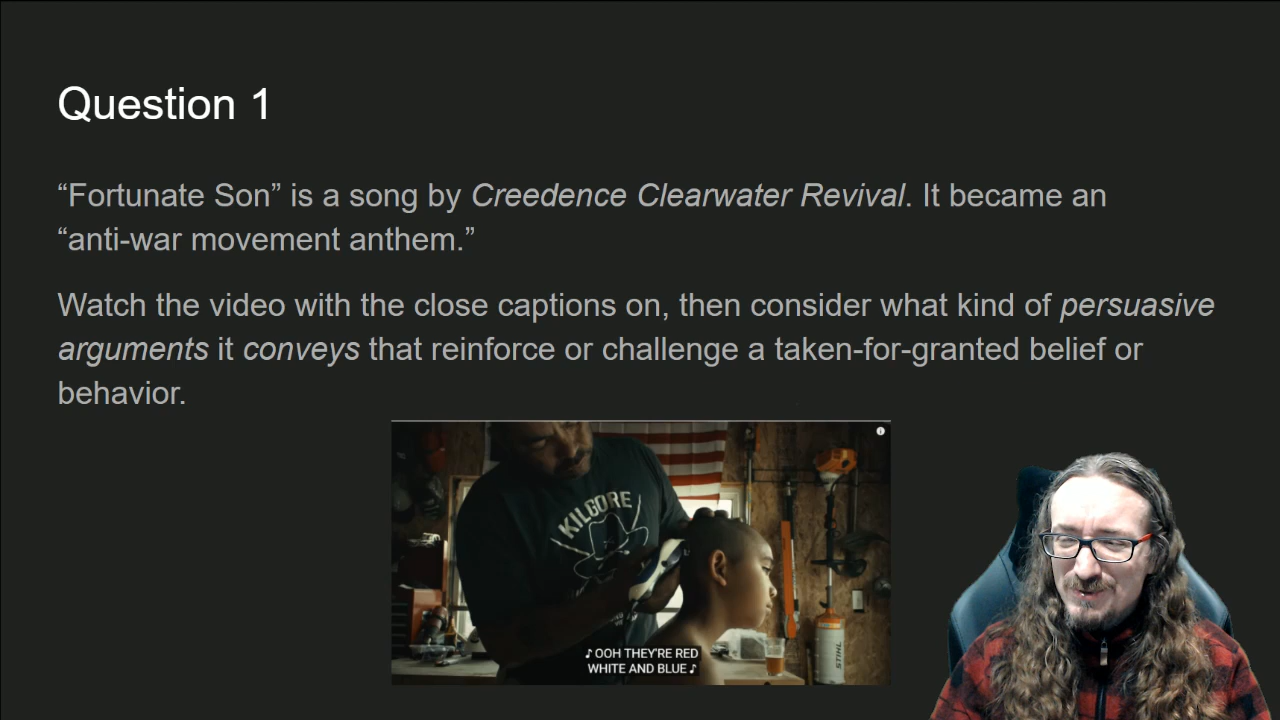 Question 1
“Fortunate Son” is a song by Creedence Clearwater Revival. It became an
“anti-war movement anthem.”
Watch the video with the close captions on, then consider what kind of persuasive
arguments it conveys that reinforce or challenge a taken-for-granted belief or
behavior.
KILGORE
STIHL
♪ OOH THEY'RE RED
WHITE AND BLUE ♪